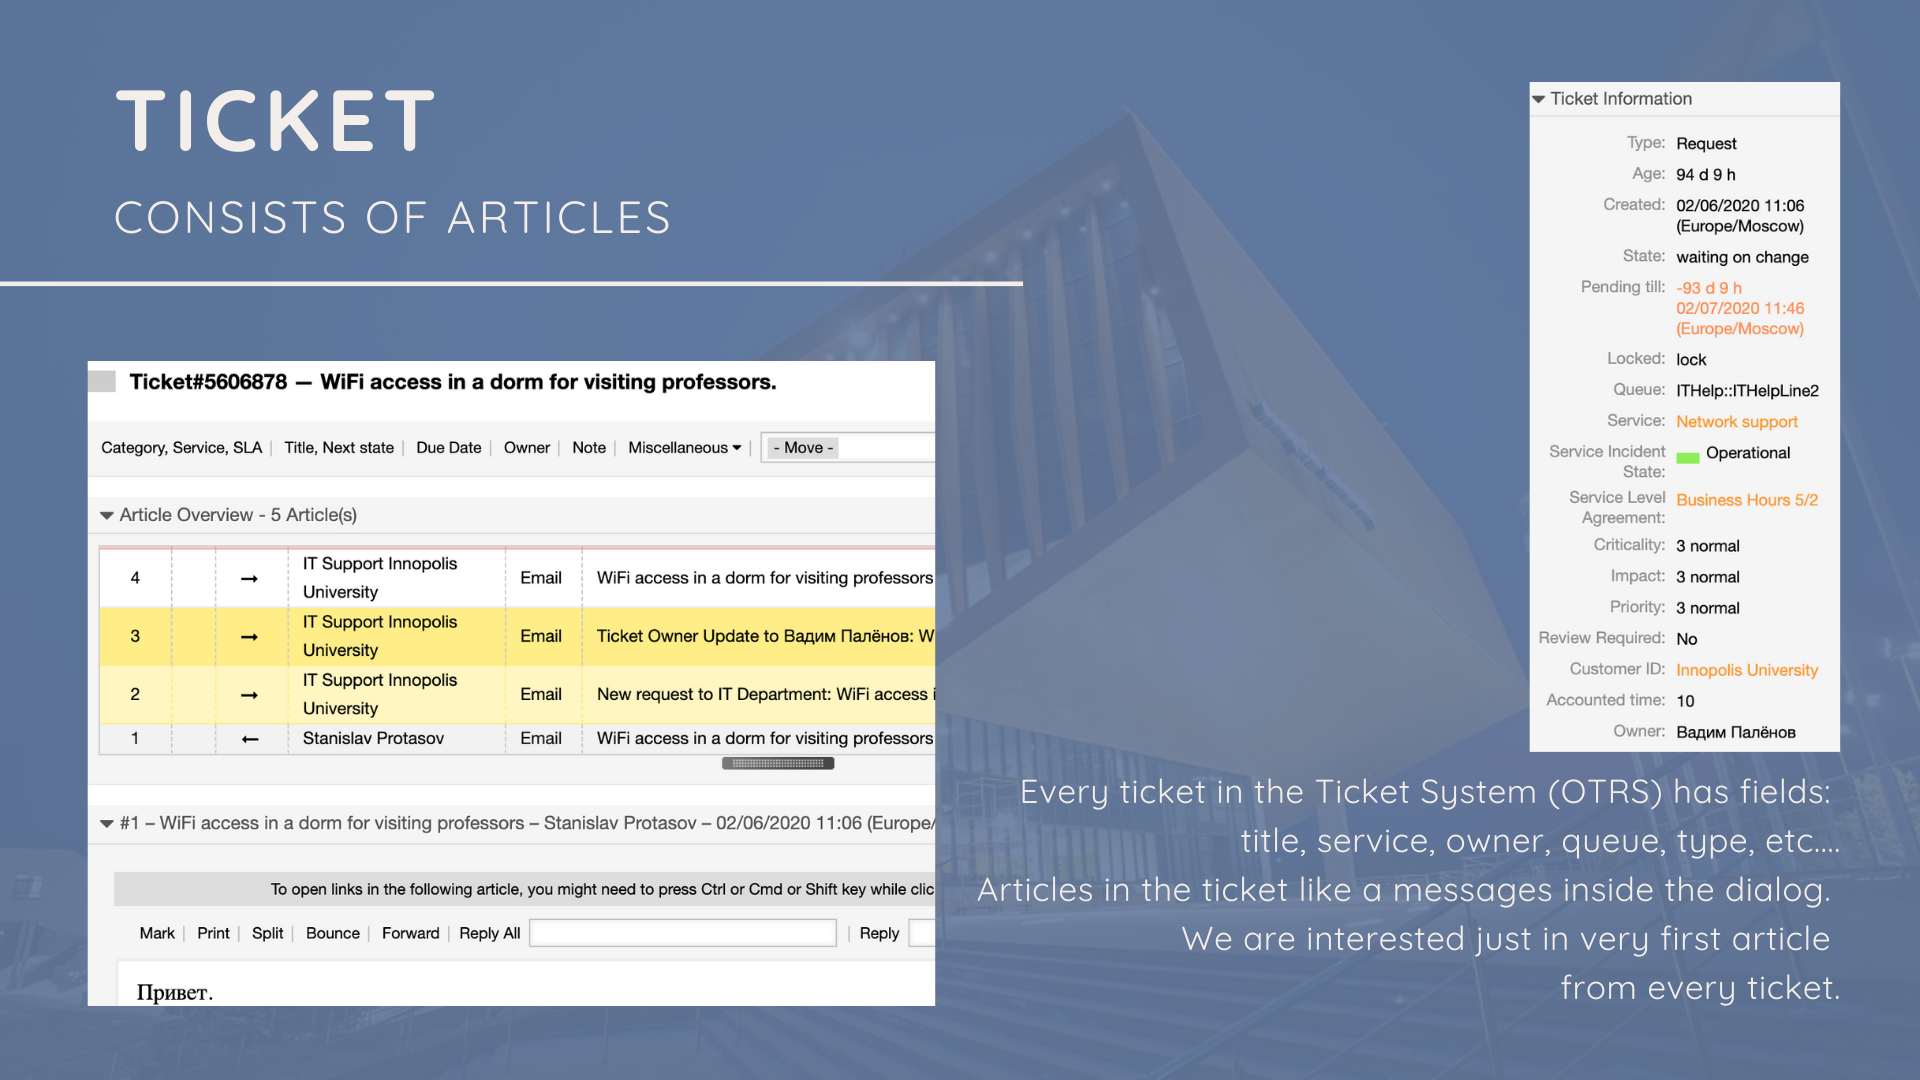 TICKET
CONSISTS OF ARTICLES
Ticket#5606878 — WiFi access in a dorm for visiting professors.
Category, Service, SLA | Title, Next state | Due Date | Owner | Note | Miscellaneous | - Move -
Article Overview - 5 Article(s)
4 → IT Support Innopolis University Email WiFi access in a dorm for visiting professors
3 → IT Support Innopolis University Email Ticket Owner Update to Вадим Палёнов: W
2 → IT Support Innopolis University Email New request to IT Department: WiFi access i
1 ← Stanislav Protasov Email WiFi access in a dorm for visiting professors
#1 – WiFi access in a dorm for visiting professors – Stanislav Protasov – 02/06/2020 11:06 (Europe/
To open links in the following article, you might need to press Ctrl or Cmd or Shift key while clic
Mark | Print | Split | Bounce | Forward | Reply All | Reply
Привет.
Ticket Information
Type: Request
Age: 94 d 9 h
Created: 02/06/2020 11:06
(Europe/Moscow)
State: waiting on change
Pending till: -93 d 9 h
02/07/2020 11:46
(Europe/Moscow)
Locked: lock
Queue: ITHelp::ITHelpLine2
Service: Network support
Service Incident State: Operational
Service Level Agreement: Business Hours 5/2
Criticality: 3 normal
Impact: 3 normal
Priority: 3 normal
Review Required: No
Customer ID: Innopolis University
Accounted time: 10
Owner: Вадим Палёнов
Every ticket in the Ticket System (OTRS) has fields:
title, service, owner, queue, type, etc....
Articles in the ticket like a messages inside the dialog.
We are interested just in very first article
from every ticket.